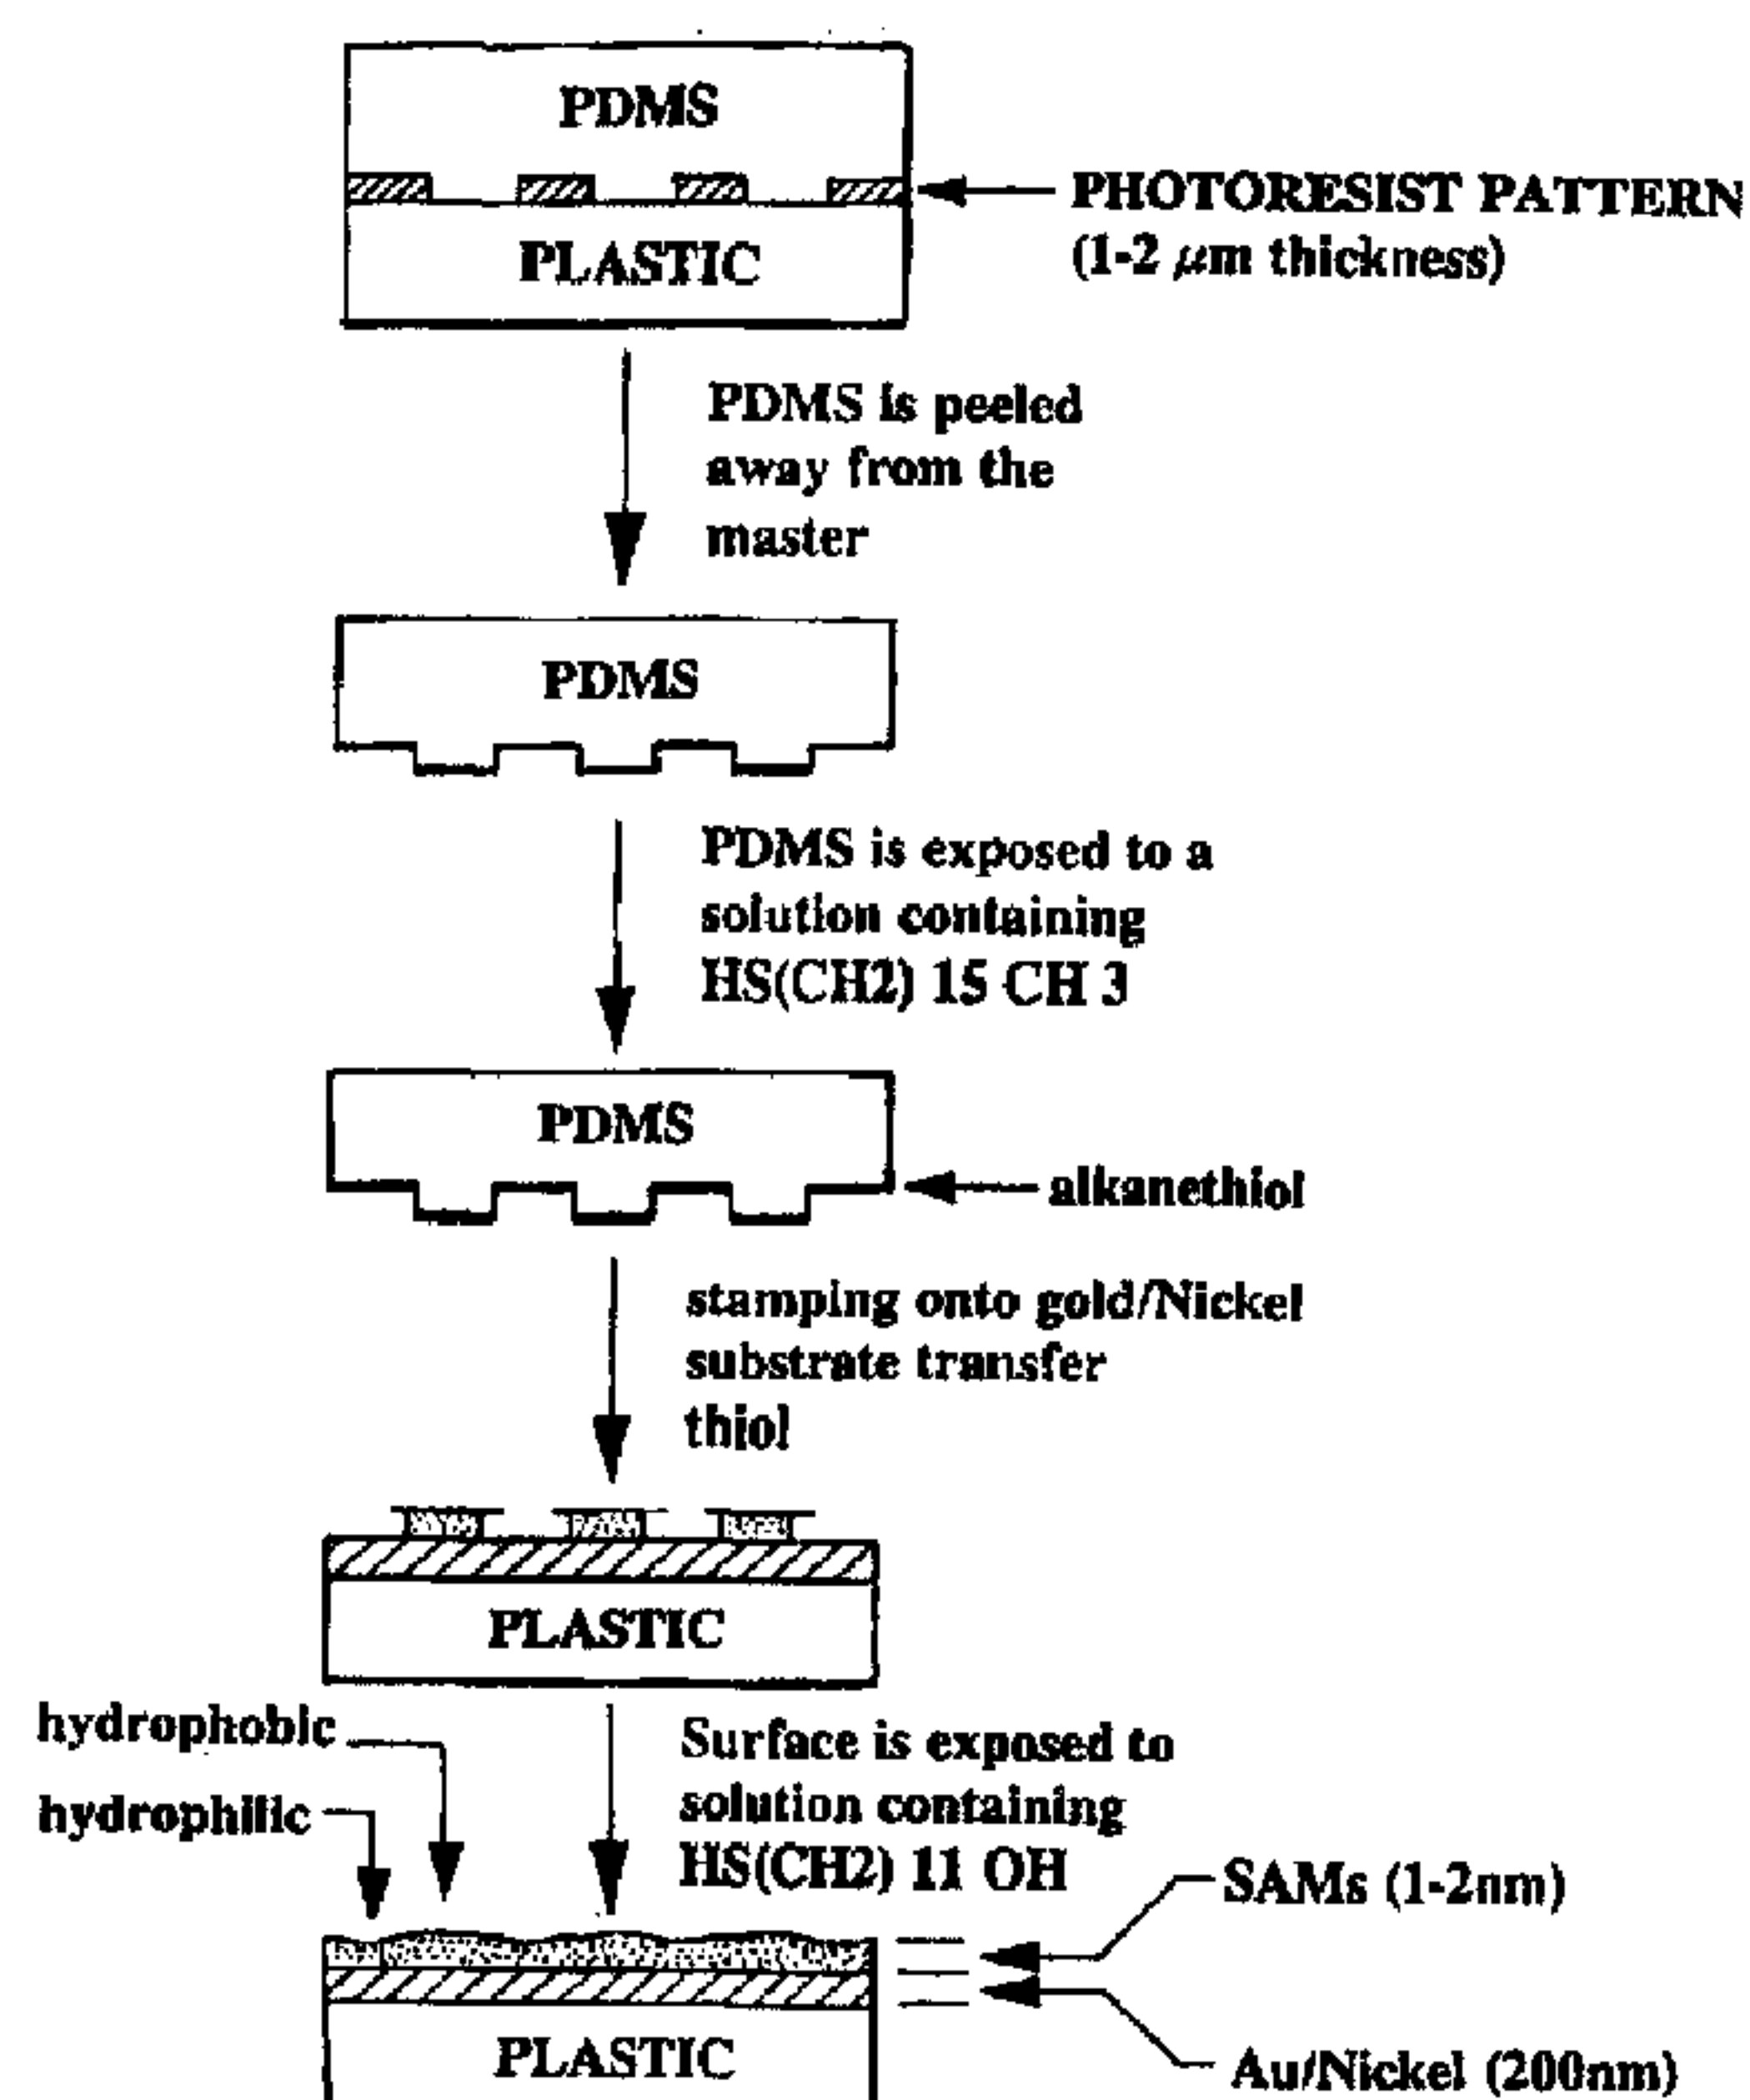 PDMS
PHOTORESIST PATTERN
(1-2 μm thickness)
PLASTIC
PDMS is peeled
away from the
master
PDMS
PDMS is exposed to a
solution containing
HS(CH2) 15 CH 3
PDMS
alkanethiol
stamping onto gold/Nickel
substrate transfer
thiol
PLASTIC
hydrophobic
hydrophilic
Surface is exposed to
solution containing
HS(CH2) 11 OH
SAMs (1-2nm)
PLASTIC
Au/Nickel (200nm)